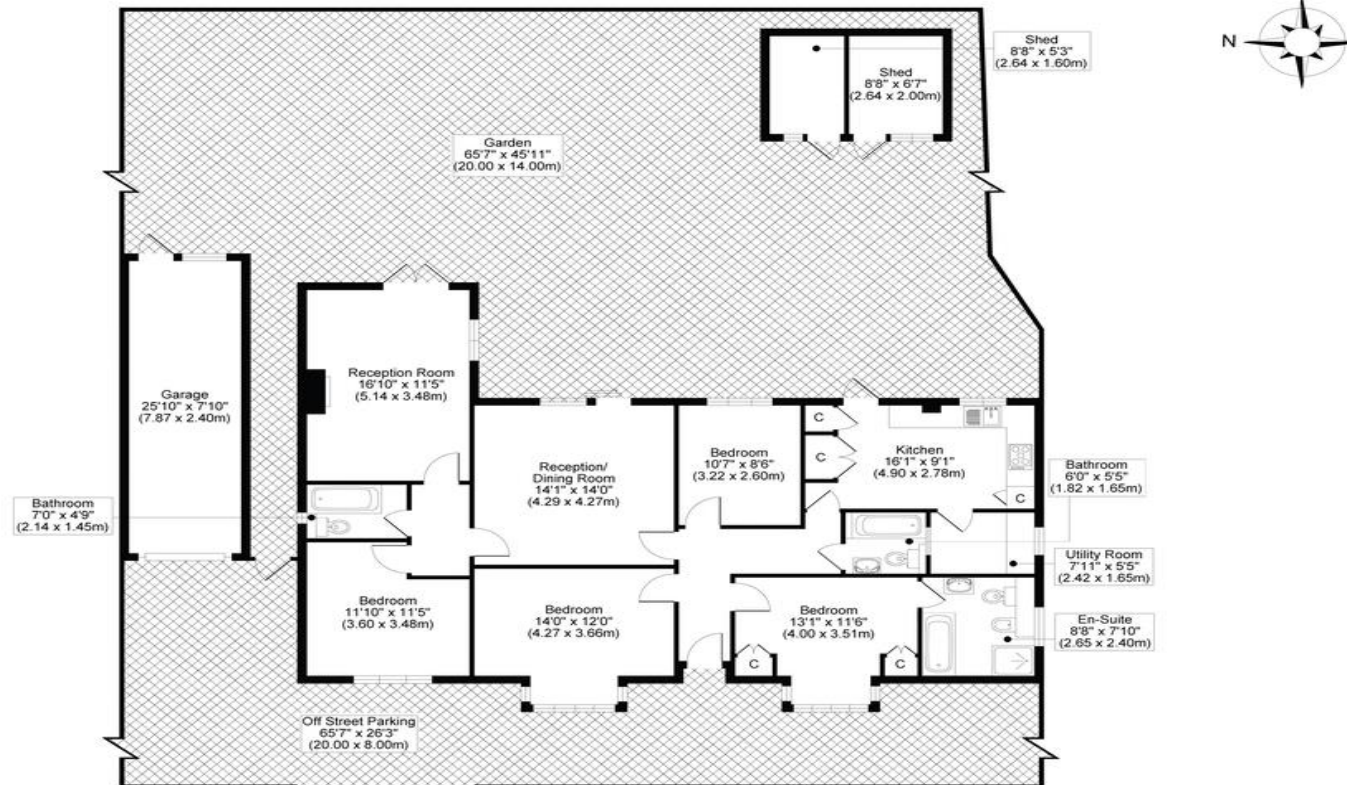 N
Shed
8'8" x 5'3"
(2.64 x 1.60m)
Shed
8'8" x 6'7"
(2.64 x 2.00m)
Garden
65'7" x 45'11"
(20.00 x 14.00m)
Reception Room
16'10" x 11'5"
(5.14 x 3.48m)
Garage
25'10" x 7'10"
(7.87 x 2.40m)
Reception/
Dining Room
14'1" x 14'0"
(4.29 x 4.27m)
Bedroom
10'7" x 8'6"
(3.22 x 2.60m)
C
C
Kitchen
16'1" x 9'1"
(4.90 x 2.78m)
C
Bathroom
6'0" x 5'5"
(1.82 x 1.65m)
Bathroom
7'0" x 4'9"
(2.14 x 1.45m)
Utility Room
7'11" x 5'5"
(2.42 x 1.65m)
Bedroom
11'10" x 11'5"
(3.60 x 3.48m)
Bedroom
14'0" x 12'0"
(4.27 x 3.66m)
Bedroom
13'1" x 11'6"
(4.00 x 3.51m)
C
C
En-Suite
8'8" x 7'10"
(2.65 x 2.40m)
Off Street Parking
65'7" x 26'3"
(20.00 x 8.00m)